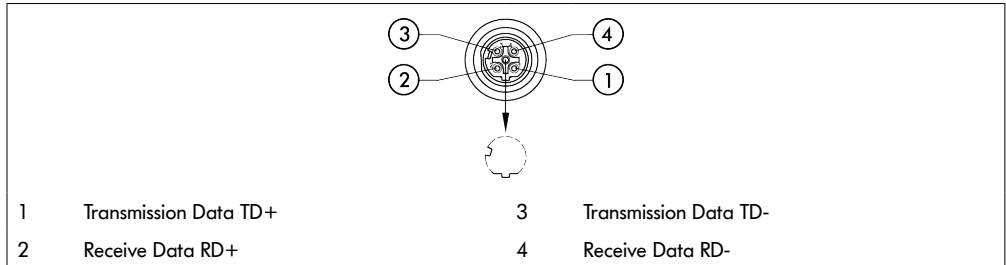 3 4
2 1
1 Transmission Data TD+ 3 Transmission Data TD-
2 Receive Data RD+ 4 Receive Data RD-